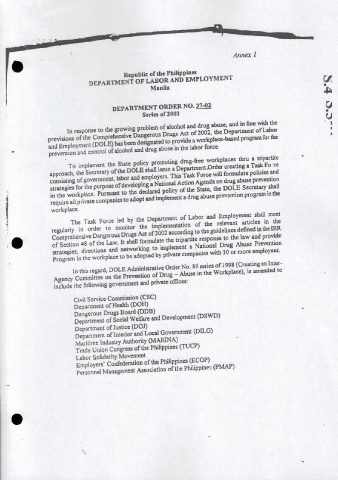 Annex 1
Republic of the Philippines
DEPARTMENT OF LABOR AND EMPLOYMENT
Manila
DEPARTMENT ORDER NO. 37-03
Series of 2002
In response to the growing problem of alcohol and drug abuse, and in line with the
provisions of the Comprehensive Dangerous Drugs Act of 2002, the Department of Labor
and Employment (DOLE) has been designated to provide a workplace-based program for the
prevention and control of alcohol and drug abuse in the labor force.
To implement the State policy promoting drug-free workplaces thru a tripartite
approach, the Secretary of the DOLE shall issue a Department Order creating a Task Force
consisting of government, labor and employers. This Task Force will formulate policies and
strategies for the purpose of developing a National Action Agenda on drug abuse prevention
in the workplace. Pursuant to the declared policy of the State, the DOLE Secretary shall
require all private companies to adopt and implement a drug abuse prevention program in the
workplace.
The Task Force led by the Department of Labor and Employment shall meet
regularly in order to monitor the implementation of the relevant articles in the
Comprehensive Dangerous Drugs Act of 2002 according to the guidelines defined in the IRR
of Section 48 of the Law. It shall formulate the tripartite response to the law and provide
strategies, directions and networking to implement a National Drug Abuse Prevention
Program in the workplace to be adopted by private companies with 10 or more employees.
In this regard, DOLE Administrative Order No. 89 series of 1998 (Creating an Inter-
Agency Committee on the Prevention of Drug – Abuse in the Workplace), is amended to
include the following government and private offices:
Civil Service Commission (CSC)
Department of Health (DOH)
Dangerous Drugs Board (DDB)
Department of Social Welfare and Development (DSWD)
Department of Justice (DOJ)
Department of Interior and Local Government (DILG)
Maritime Industry Authority (MARINA)
Trade Union Congress of the Philippines (TUCP)
Labor Solidarity Movement
Employers' Confederation of the Philippines (ECOP)
Personnel Management Association of the Philippines (PMAP)